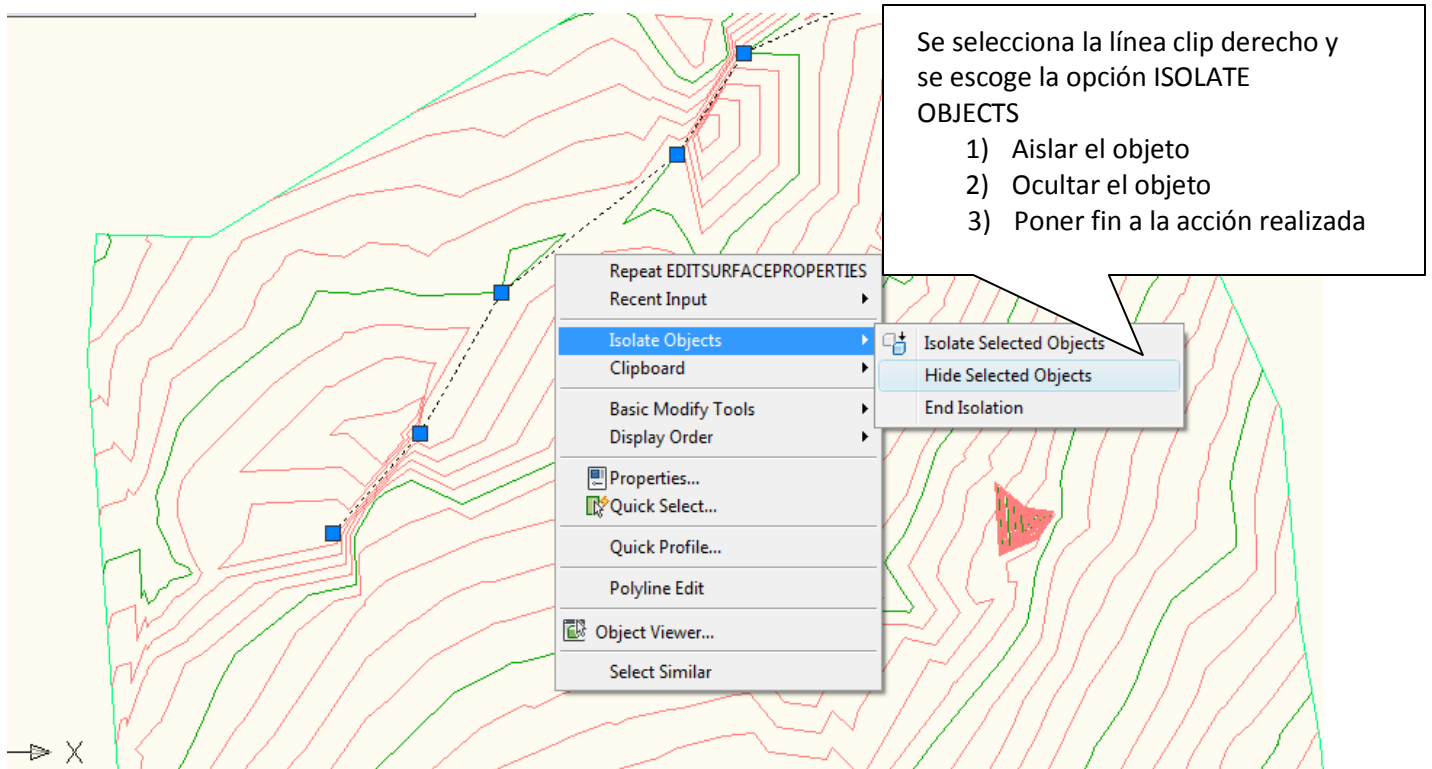 Se selecciona la línea clip derecho y
se escoge la opción ISOLATE
OBJECTS
1) Aislar el objeto
2) Ocultar el objeto
3) Poner fin a la acción realizada
Repeat EDITSURFACEPROPERTIES
Recent Input
Isolate Objects
Clipboard
Basic Modify Tools
Display Order
Properties...
Quick Select...
Quick Profile...
Polyline Edit
Object Viewer...
Select Similar
Isolate Selected Objects
Hide Selected Objects
End Isolation
X